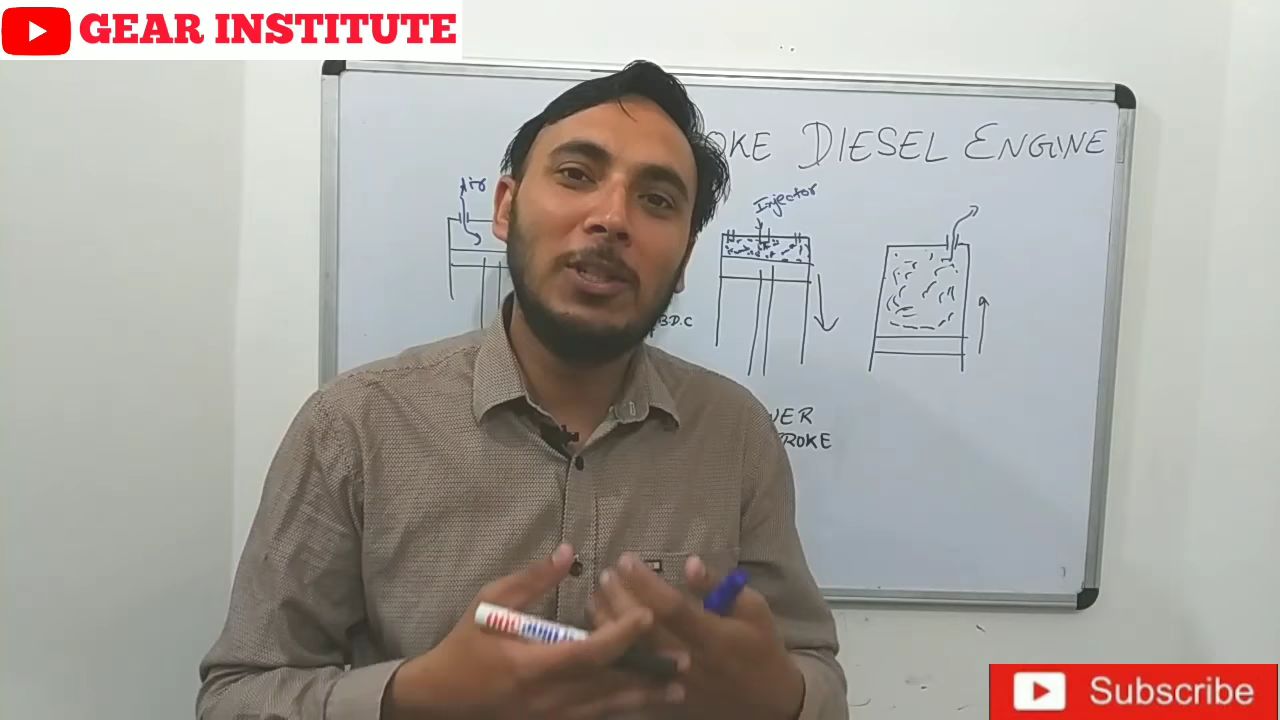 GEAR INSTITUTE
OKE DIESEL ENGINE
Air
Injector
B.D.C
WER
ROKE
Subscribe